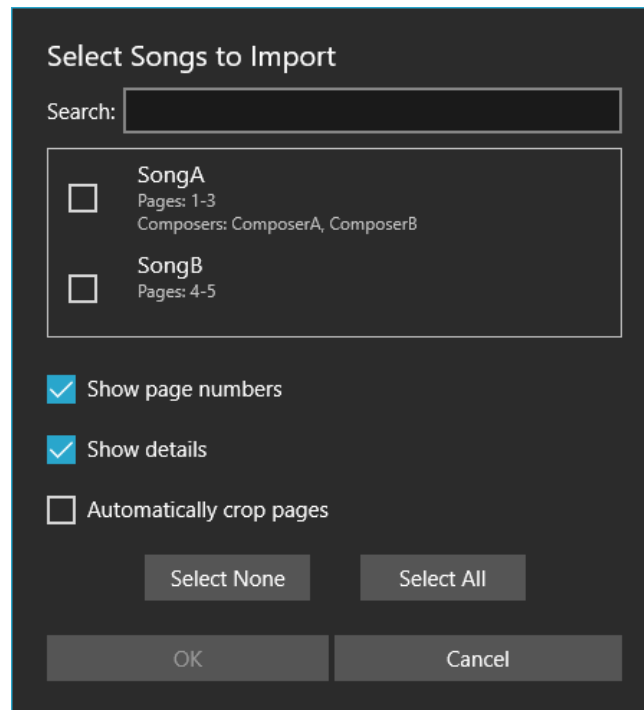 Select Songs to Import
Search:
SongA
Pages: 1-3
Composers: ComposerA, ComposerB
SongB
Pages: 4-5
Show page numbers
Show details
Automatically crop pages
Select None
Select All
OK
Cancel